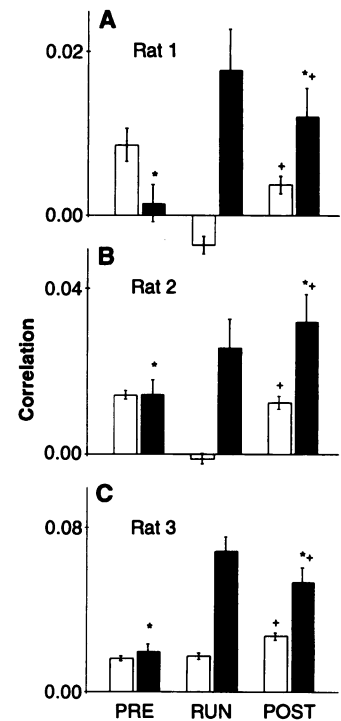 A
0.02
Rat 1
*+
*
+
0.00
B
Rat 2
0.04
*+
*
+
Correlation
0.00
C
0.08
Rat 3
*+
*
+
0.00
PRE RUN POST